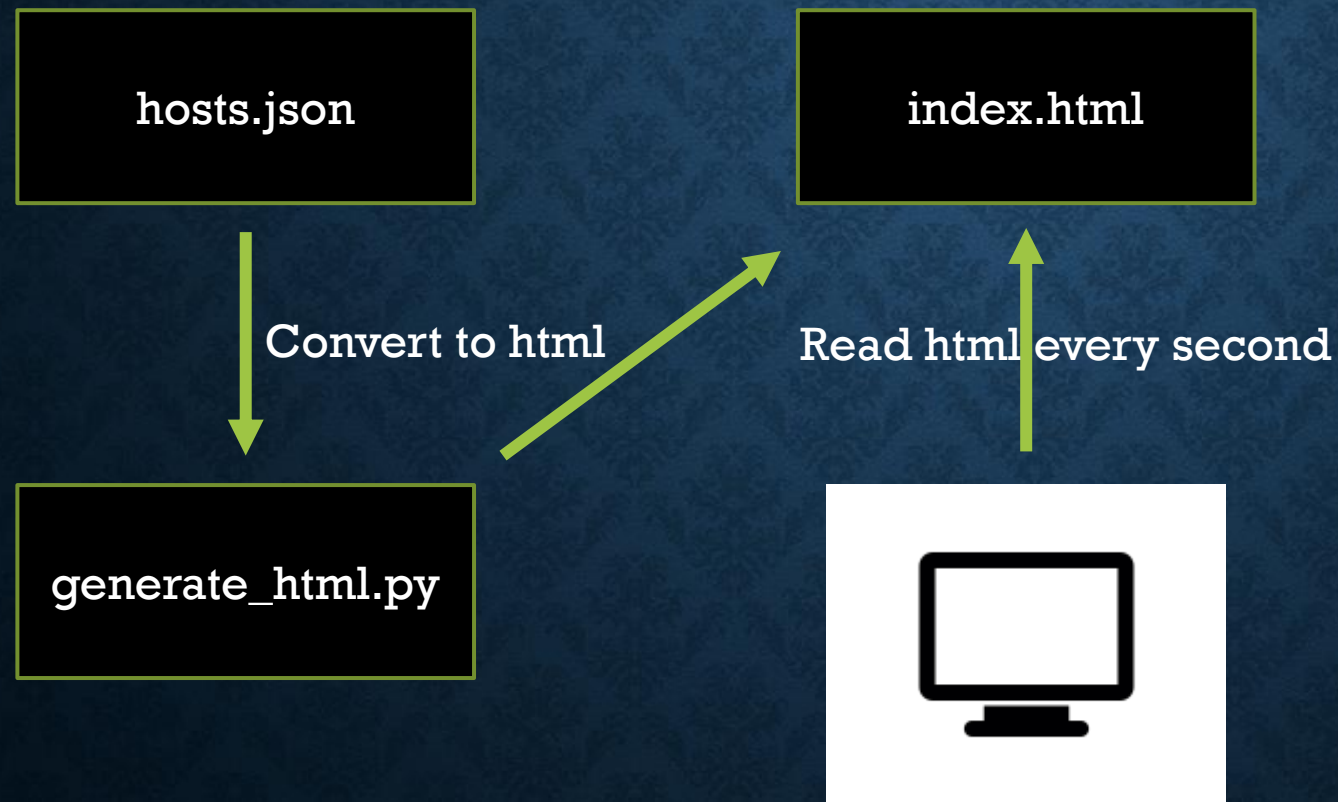 hosts.json
index.html
Convert to html
Read html every second
generate_html.py